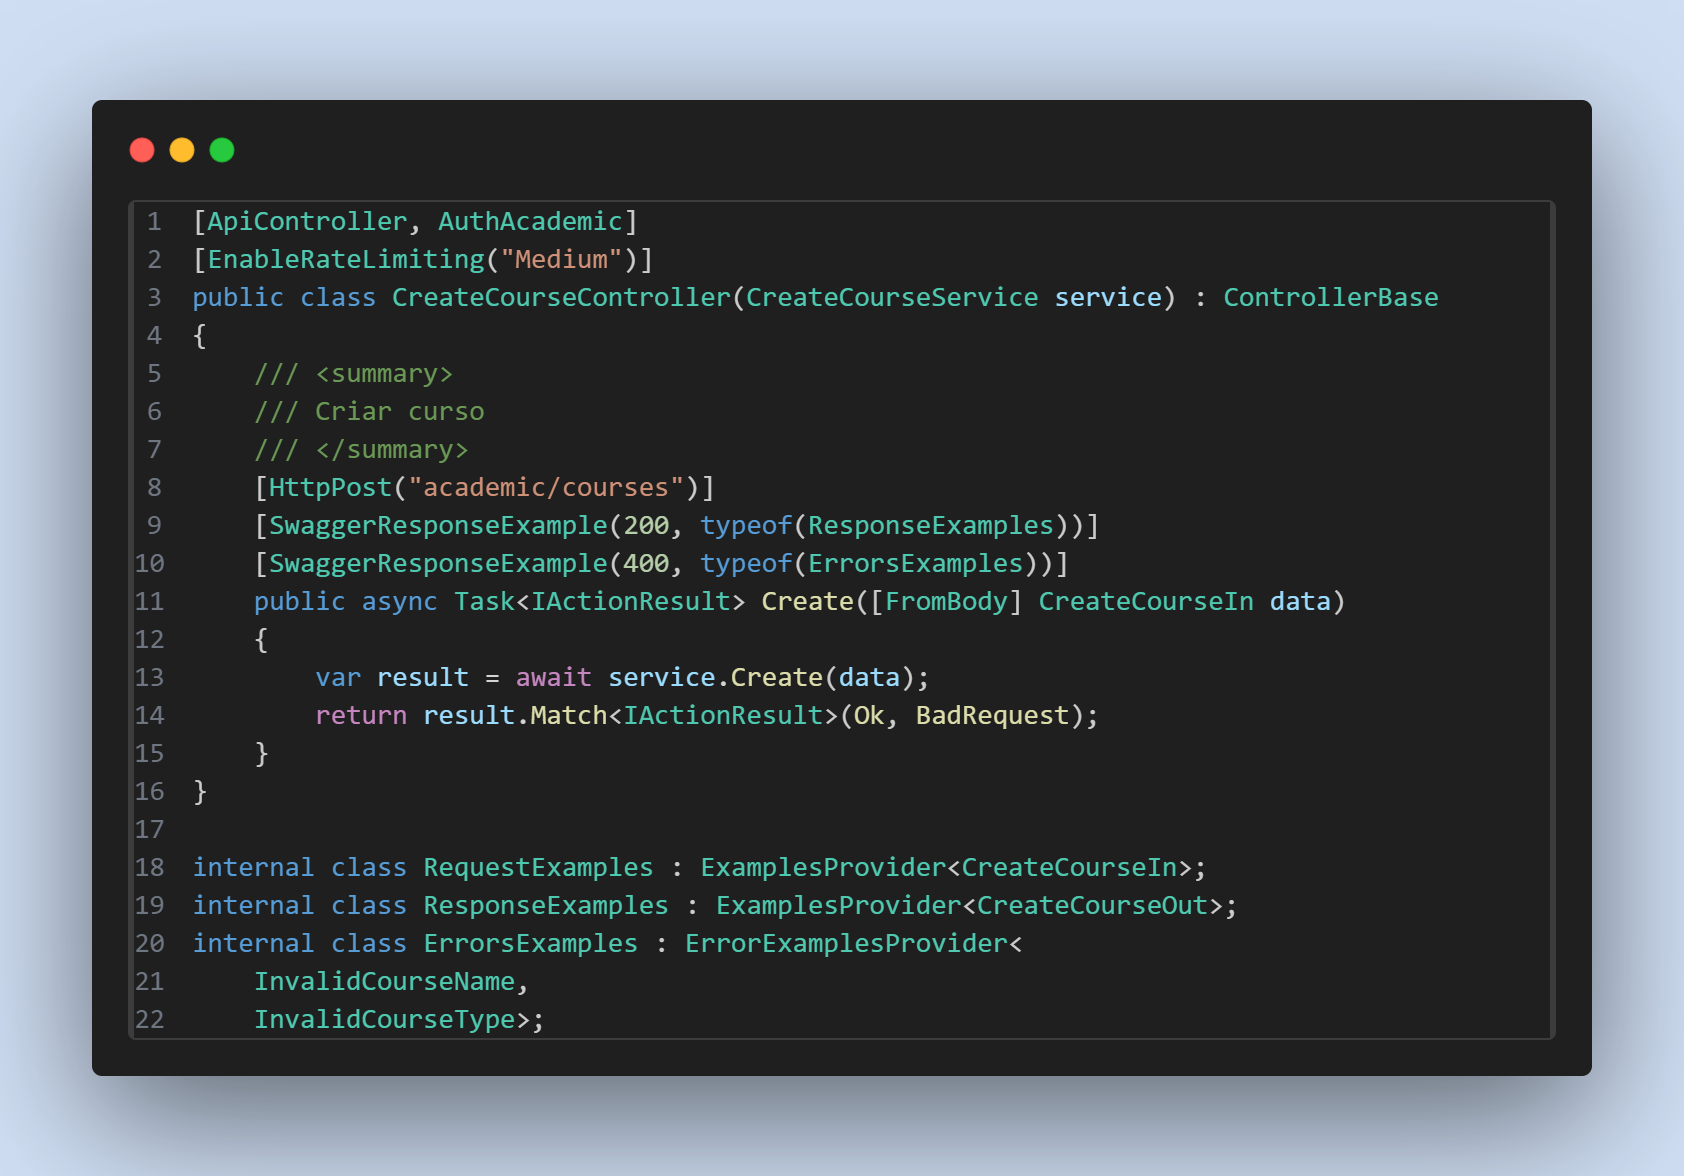 1 [ApiController, AuthAcademic]
2 [EnableRateLimiting("Medium")]
3 public class CreateCourseController(CreateCourseService service) : ControllerBase
4 {
5     /// <summary>
6     /// Criar curso
7     /// </summary>
8     [HttpPost("academic/courses")]
9     [SwaggerResponseExample(200, typeof(ResponseExamples))]
10     [SwaggerResponseExample(400, typeof(ErrorsExamples))]
11     public async Task<IActionResult> Create([FromBody] CreateCourseIn data)
12     {
13         var result = await service.Create(data);
14         return result.Match<IActionResult>(Ok, BadRequest);
15     }
16 }
17
18 internal class RequestExamples : ExamplesProvider<CreateCourseIn>;
19 internal class ResponseExamples : ExamplesProvider<CreateCourseOut>;
20 internal class ErrorsExamples : ErrorExamplesProvider<
21     InvalidCourseName,
22     InvalidCourseType>;